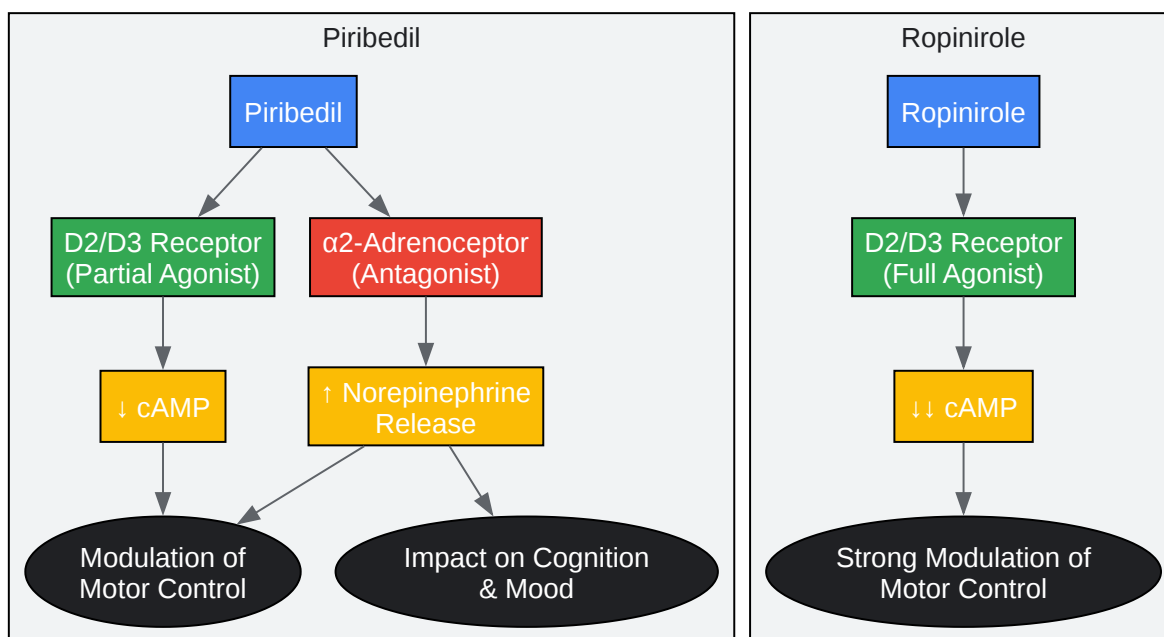 Piribedil
Piribedil
D2/D3 Receptor
(Partial Agonist)
α2-Adrenoceptor
(Antagonist)
↓ cAMP
↑ Norepinephrine
Release
Modulation of
Motor Control
Impact on Cognition
& Mood
Ropinirole
Ropinirole
D2/D3 Receptor
(Full Agonist)
↓↓ cAMP
Strong Modulation of
Motor Control